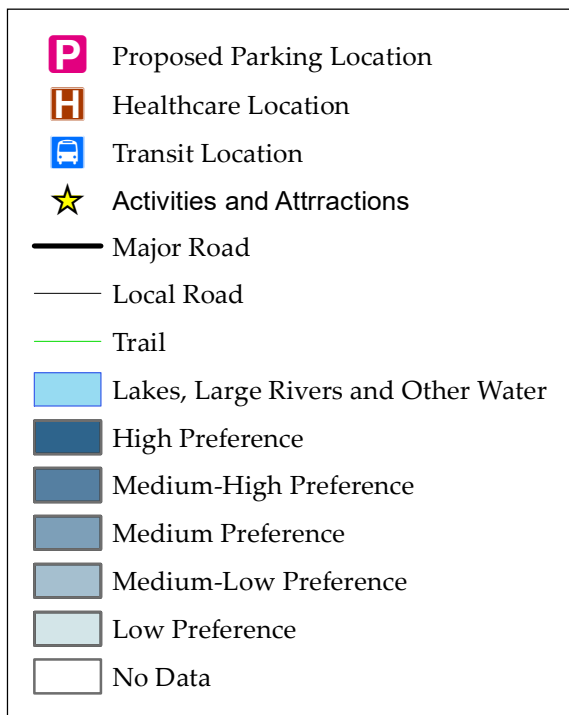 P Proposed Parking Location
H Healthcare Location
Transit Location
Activities and Attrractions
Major Road
Local Road
Trail
Lakes, Large Rivers and Other Water
High Preference
Medium-High Preference
Medium Preference
Medium-Low Preference
Low Preference
No Data